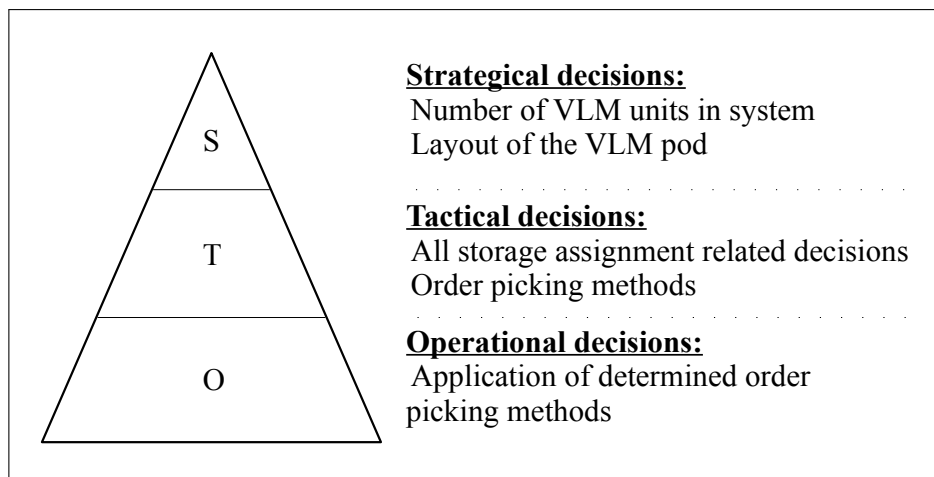 S
Strategical decisions:
Number of VLM units in system
Layout of the VLM pod
T
Tactical decisions:
All storage assignment related decisions
Order picking methods
O
Operational decisions:
Application of determined order
picking methods